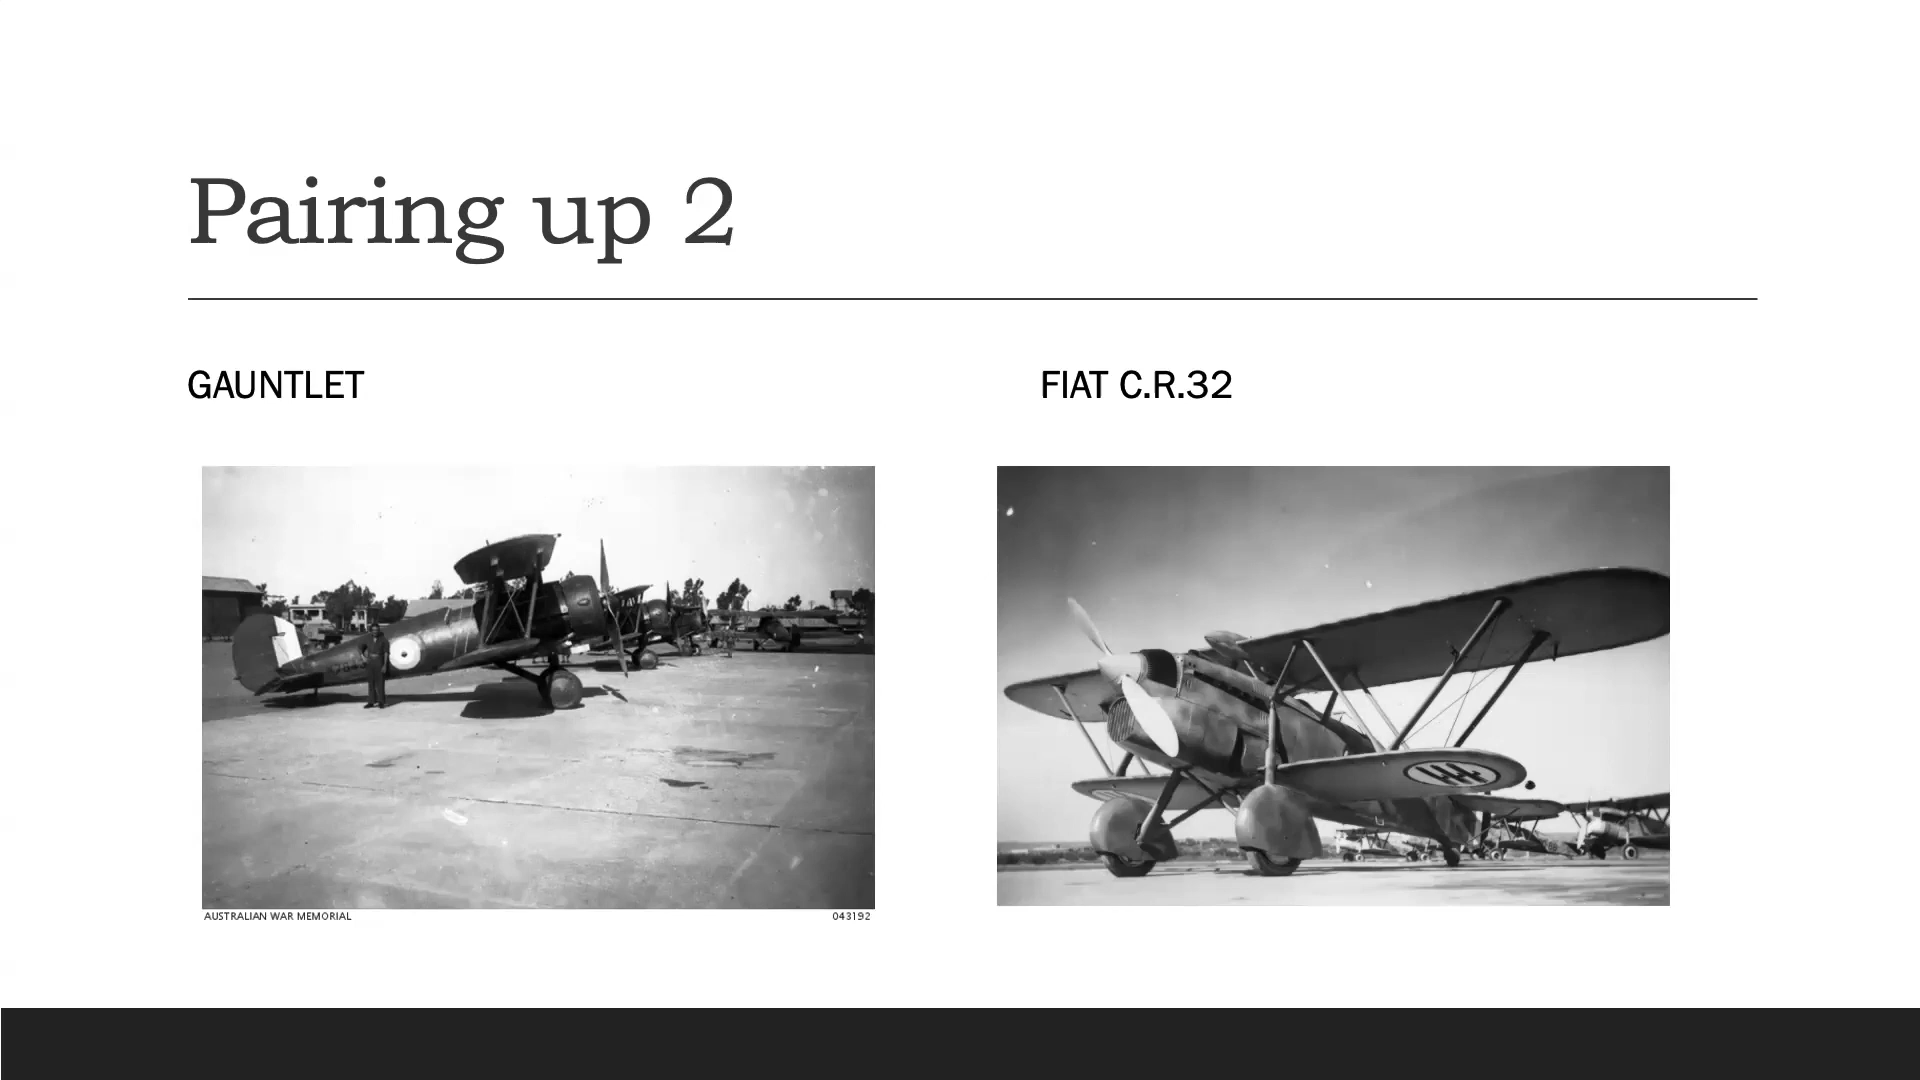 Pairing up 2
GAUNTLET
FIAT C.R.32
AUSTRALIAN WAR MEMORIAL
043192